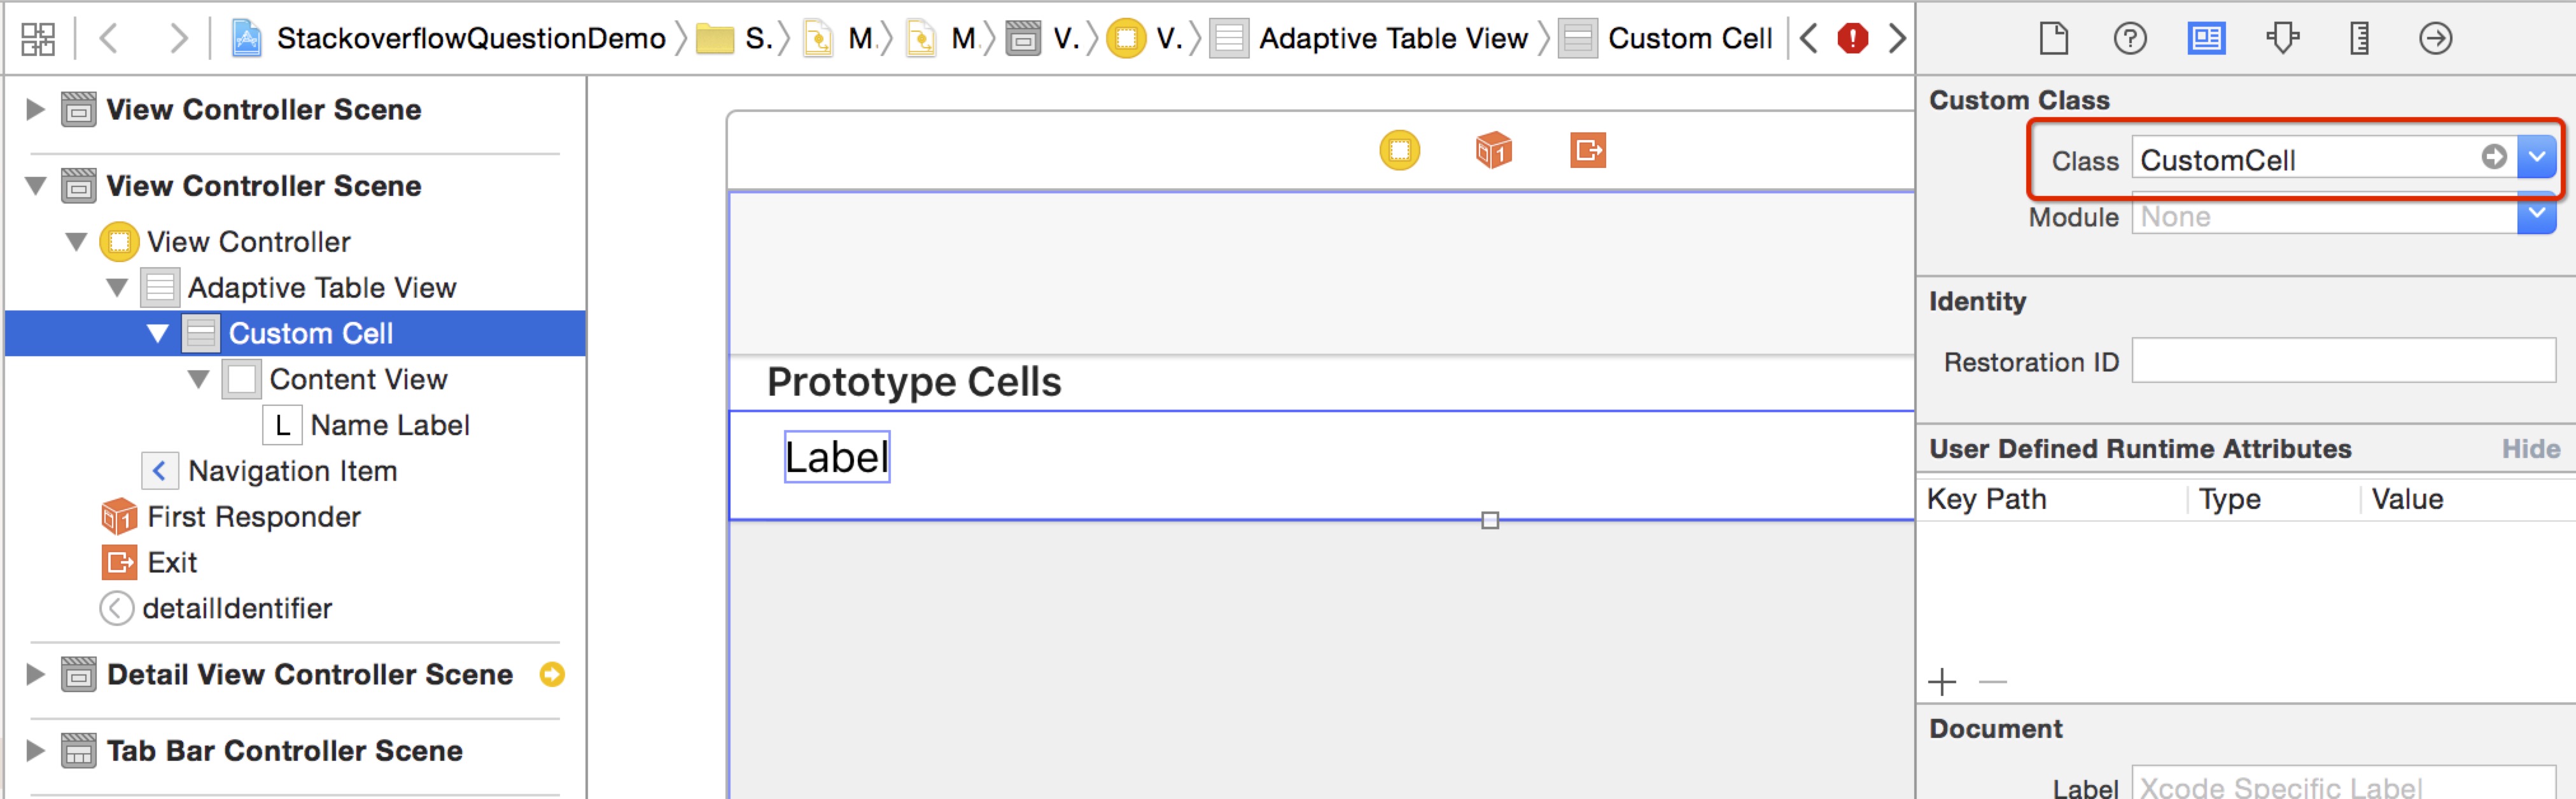 StackoverflowQuestionDemo S. M. M. V. V. Adaptive Table View Custom Cell
View Controller Scene
View Controller Scene
View Controller
Adaptive Table View
Custom Cell
Content View
L Name Label
Navigation Item
First Responder
Exit
detailIdentifier
Detail View Controller Scene
Tab Bar Controller Scene
Prototype Cells
Label
Custom Class
Class CustomCell
Module None
Identity
Restoration ID
User Defined Runtime Attributes Hide
Key Path Type Value
Document
Label Xcode Specific Label